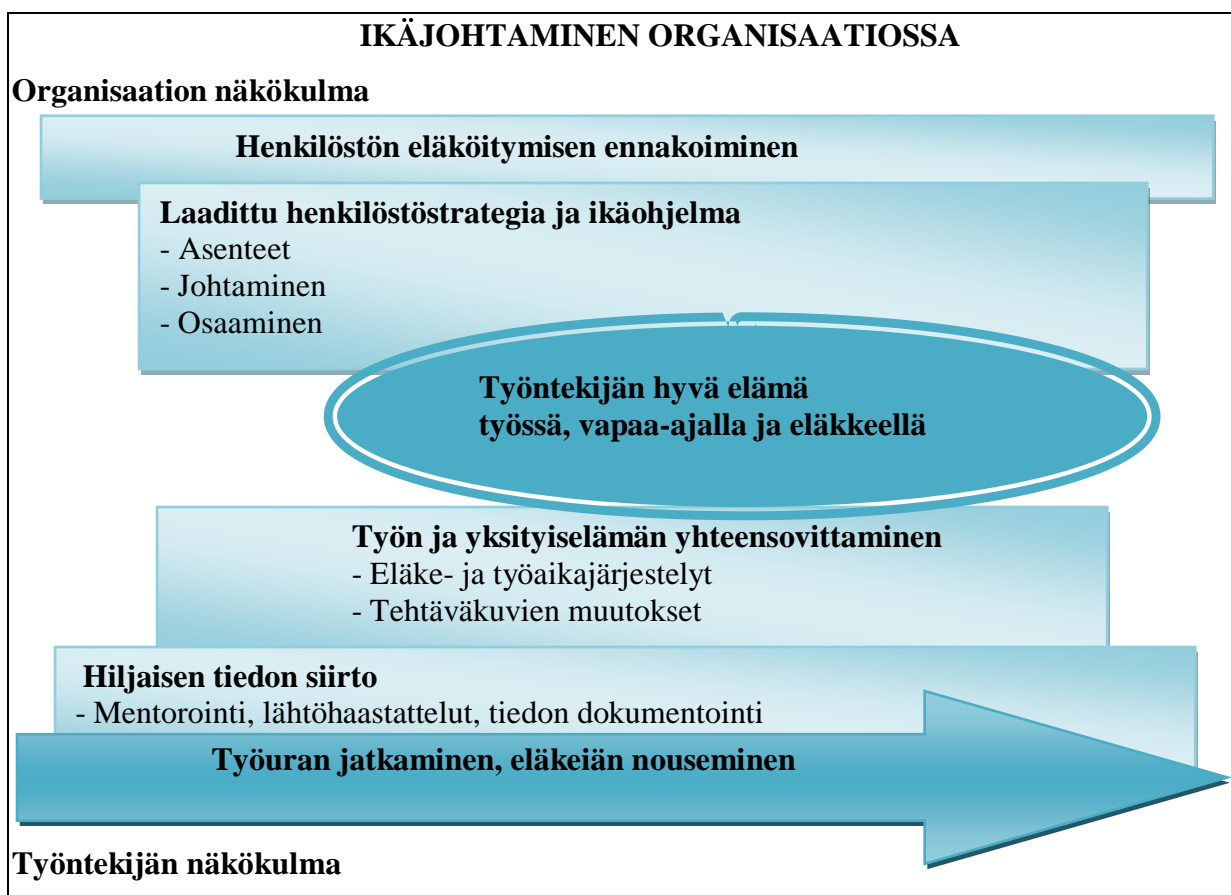 IKÄJOHTAMINEN ORGANISAATIOSSA
Organisaation näkökulma
Henkilöstön eläköitymisen ennakoiminen
Laadittu henkilöstöstrategia ja ikäohjelma
- Asenteet
- Johtaminen
- Osaaminen
Työntekijän hyvä elämä
työssä, vapaa-ajalla ja eläkkeellä
Työn ja yksityiselämän yhteensovittaminen
- Eläke- ja työaikajärjestelyt
- Tehtäväkuvien muutokset
Hiljaisen tiedon siirto
- Mentorointi, lähtöhaastattelut, tiedon dokumentointi
Työuran jatkaminen, eläkeiän nouseminen
Työntekijän näkökulma